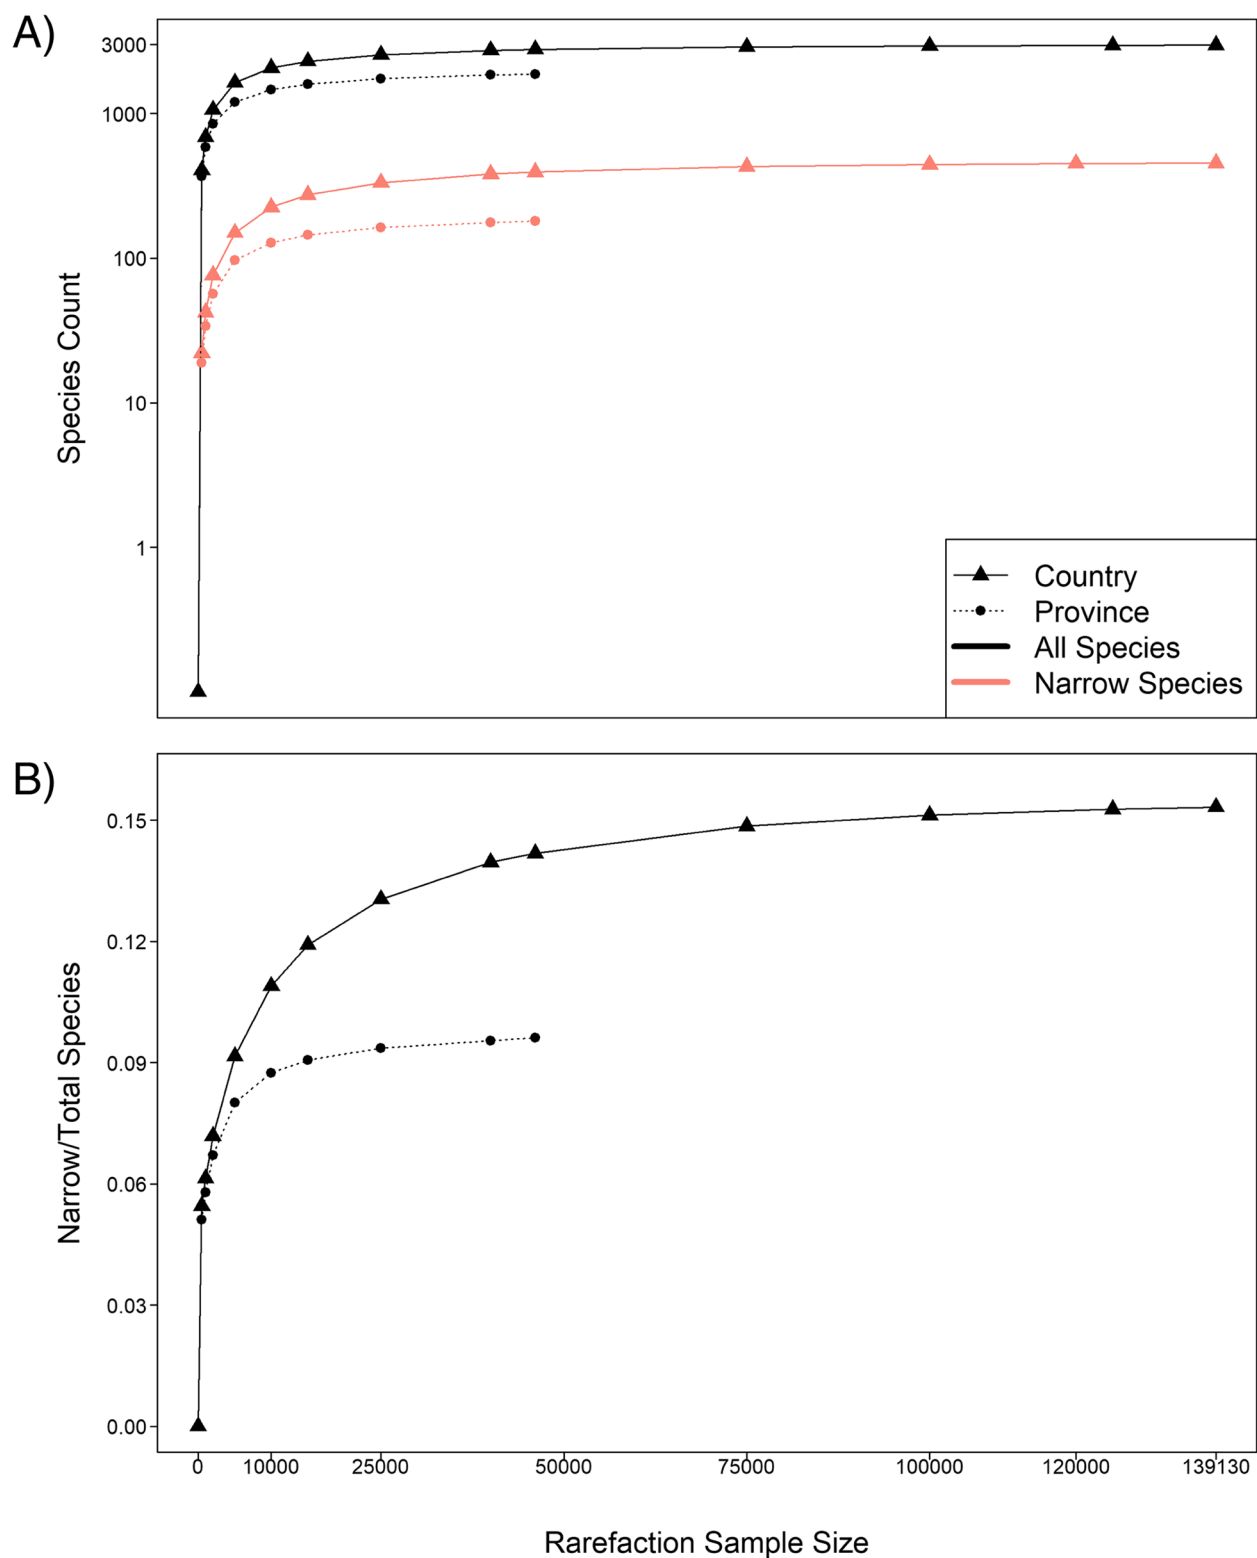 A)
3000
1000
100
10
1
Species Count
Country
Province
All Species
Narrow Species
B)
0.15
0.12
0.09
0.06
0.03
0.00
Narrow/Total Species
0 10000 25000 50000 75000 100000 120000 139130
Rarefaction Sample Size